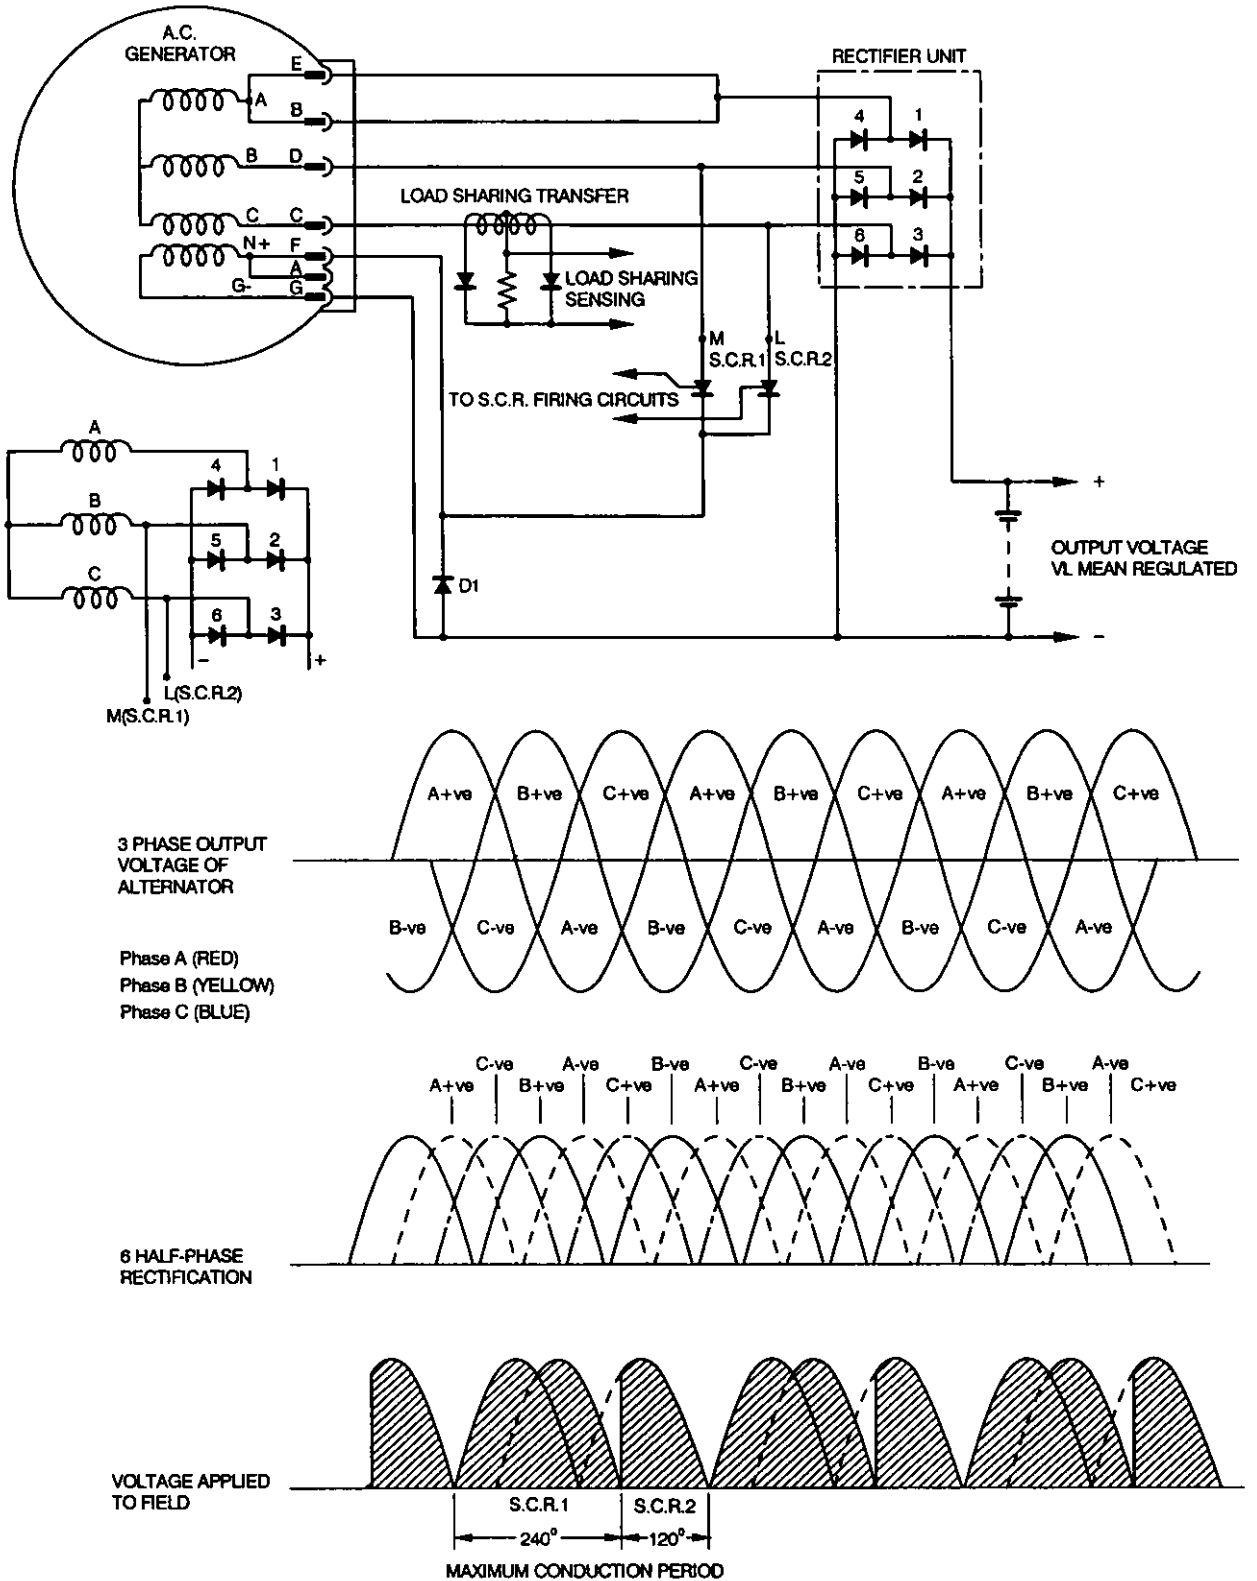 A.C.
GENERATOR
E
A
B
B D
C C
N+ F
A
G- G
RECTIFIER UNIT
4 1
5 2
6 3
LOAD SHARING TRANSFER
LOAD SHARING
SENSING
M L
S.C.R.1 S.C.R.2
TO S.C.R. FIRING CIRCUITS
D1
+
OUTPUT VOLTAGE
VL MEAN REGULATED
-
A
4 1
B
5 2
C
6 3
- +
L(S.C.R.2)
M(S.C.R.1)
A+ve B+ve C+ve A+ve B+ve C+ve A+ve B+ve C+ve
3 PHASE OUTPUT
VOLTAGE OF
ALTERNATOR
B-ve C-ve A-ve B-ve C-ve A-ve B-ve C-ve A-ve
Phase A (RED)
Phase B (YELLOW)
Phase C (BLUE)
C-ve A-ve B-ve C-ve A-ve B-ve C-ve A-ve
A+ve B+ve C+ve A+ve B+ve C+ve A+ve B+ve C+ve
6 HALF-PHASE
RECTIFICATION
VOLTAGE APPLIED
TO FIELD
S.C.R.1 S.C.R.2
240° 120°
MAXIMUM CONDUCTION PERIOD